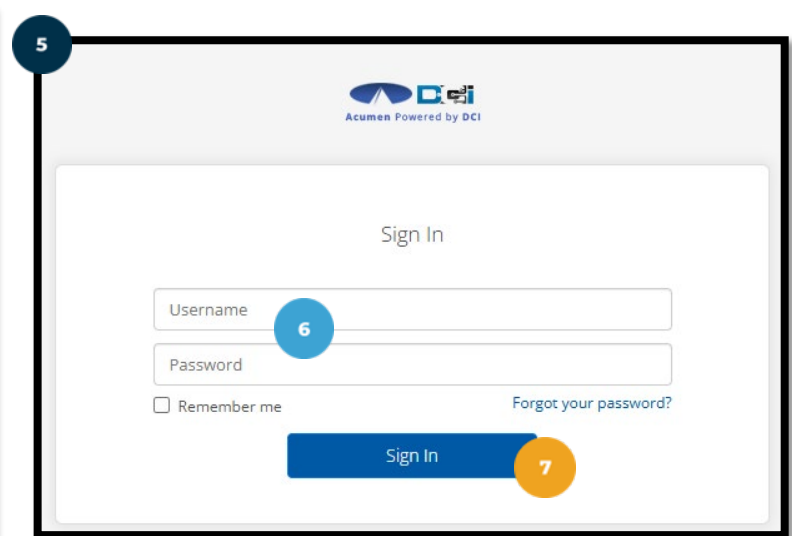 5
DCI
Acumen Powered by DCI
Sign In
Username
6
Password
Remember me
Forgot your password?
Sign In
7